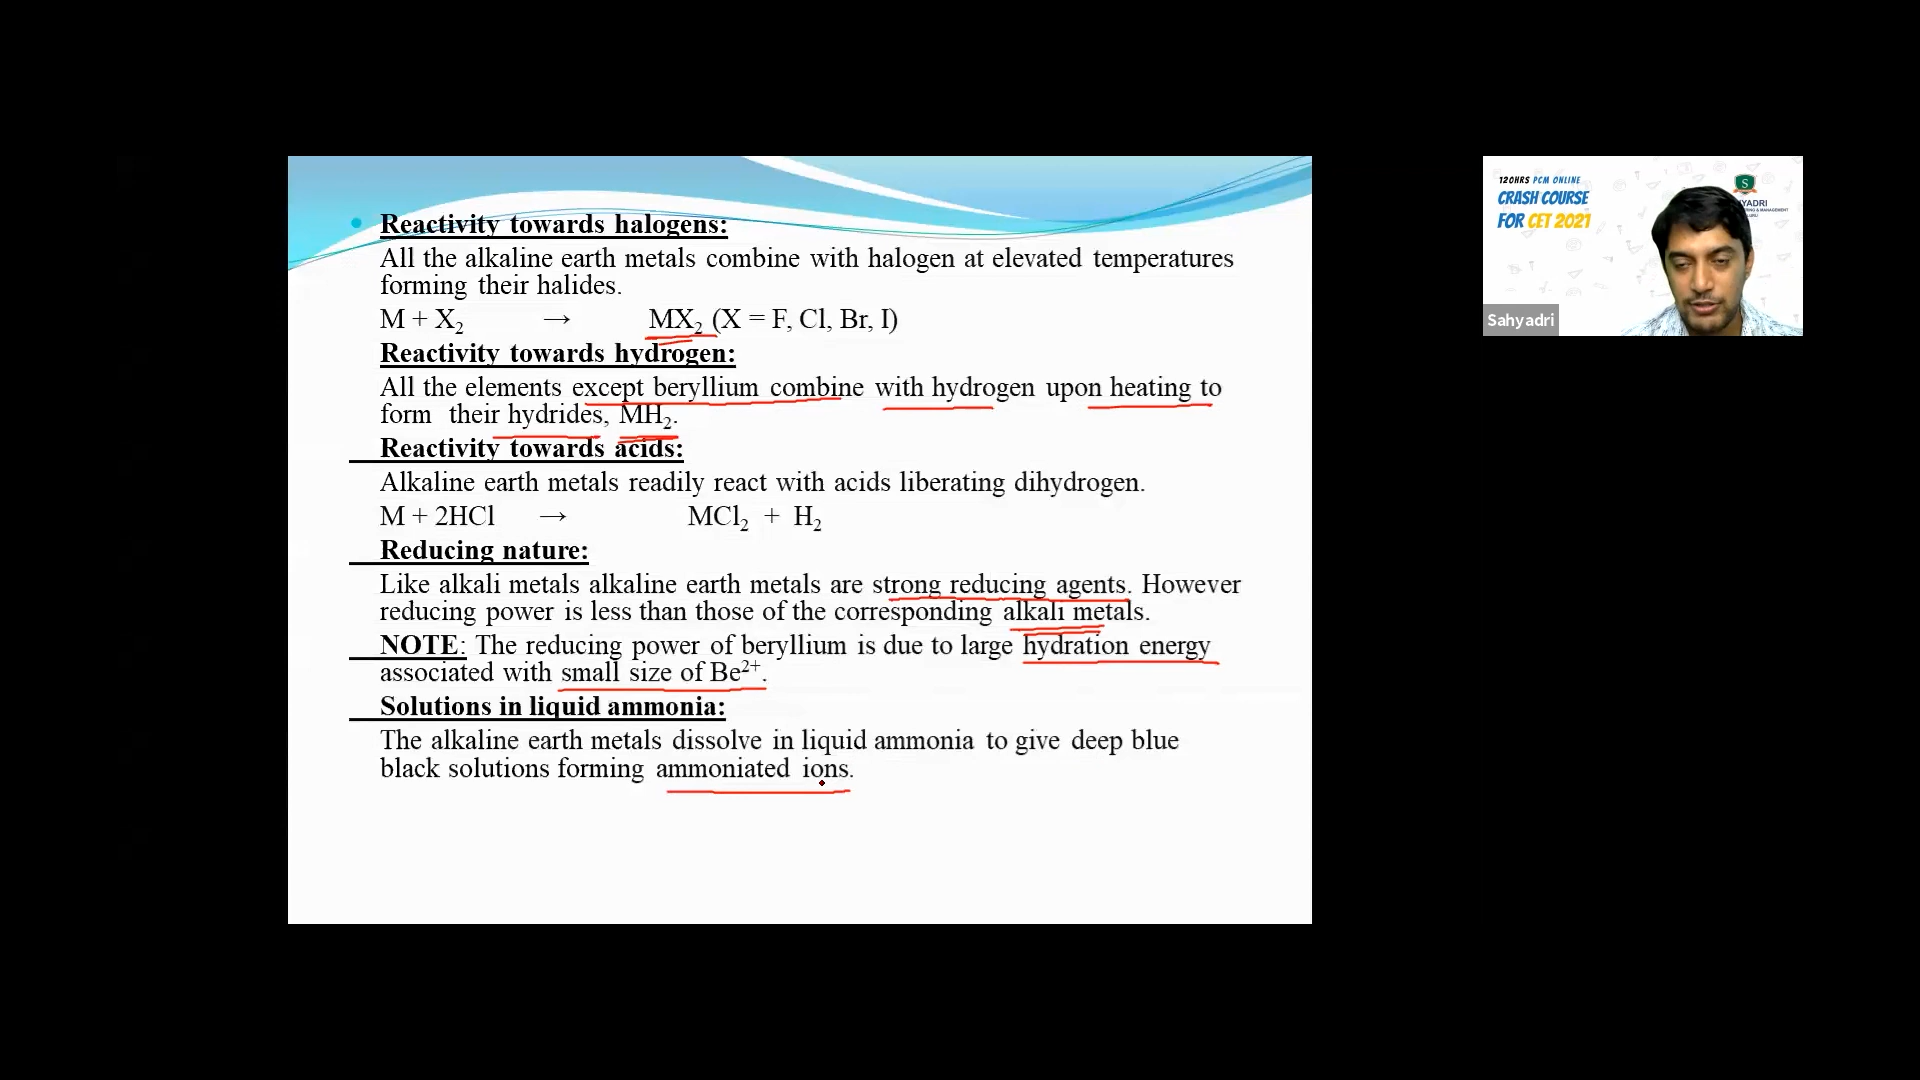 Reactivity towards halogens:
All the alkaline earth metals combine with halogen at elevated temperatures
forming their halides.
M + X₂ → MX₂ (X = F, Cl, Br, I)
Reactivity towards hydrogen:
All the elements except beryllium combine with hydrogen upon heating to
form their hydrides, MH₂.
Reactivity towards acids:
Alkaline earth metals readily react with acids liberating dihydrogen.
M + 2HCl → MCl₂ + H₂
Reducing nature:
Like alkali metals alkaline earth metals are strong reducing agents. However
reducing power is less than those of the corresponding alkali metals.
NOTE: The reducing power of beryllium is due to large hydration energy
associated with small size of Be²⁺.
Solutions in liquid ammonia:
The alkaline earth metals dissolve in liquid ammonia to give deep blue
black solutions forming ammoniated ions.
120HRS PCM ONLINE
CRASH COURSE
FOR CET 2021
S
Sahyadri